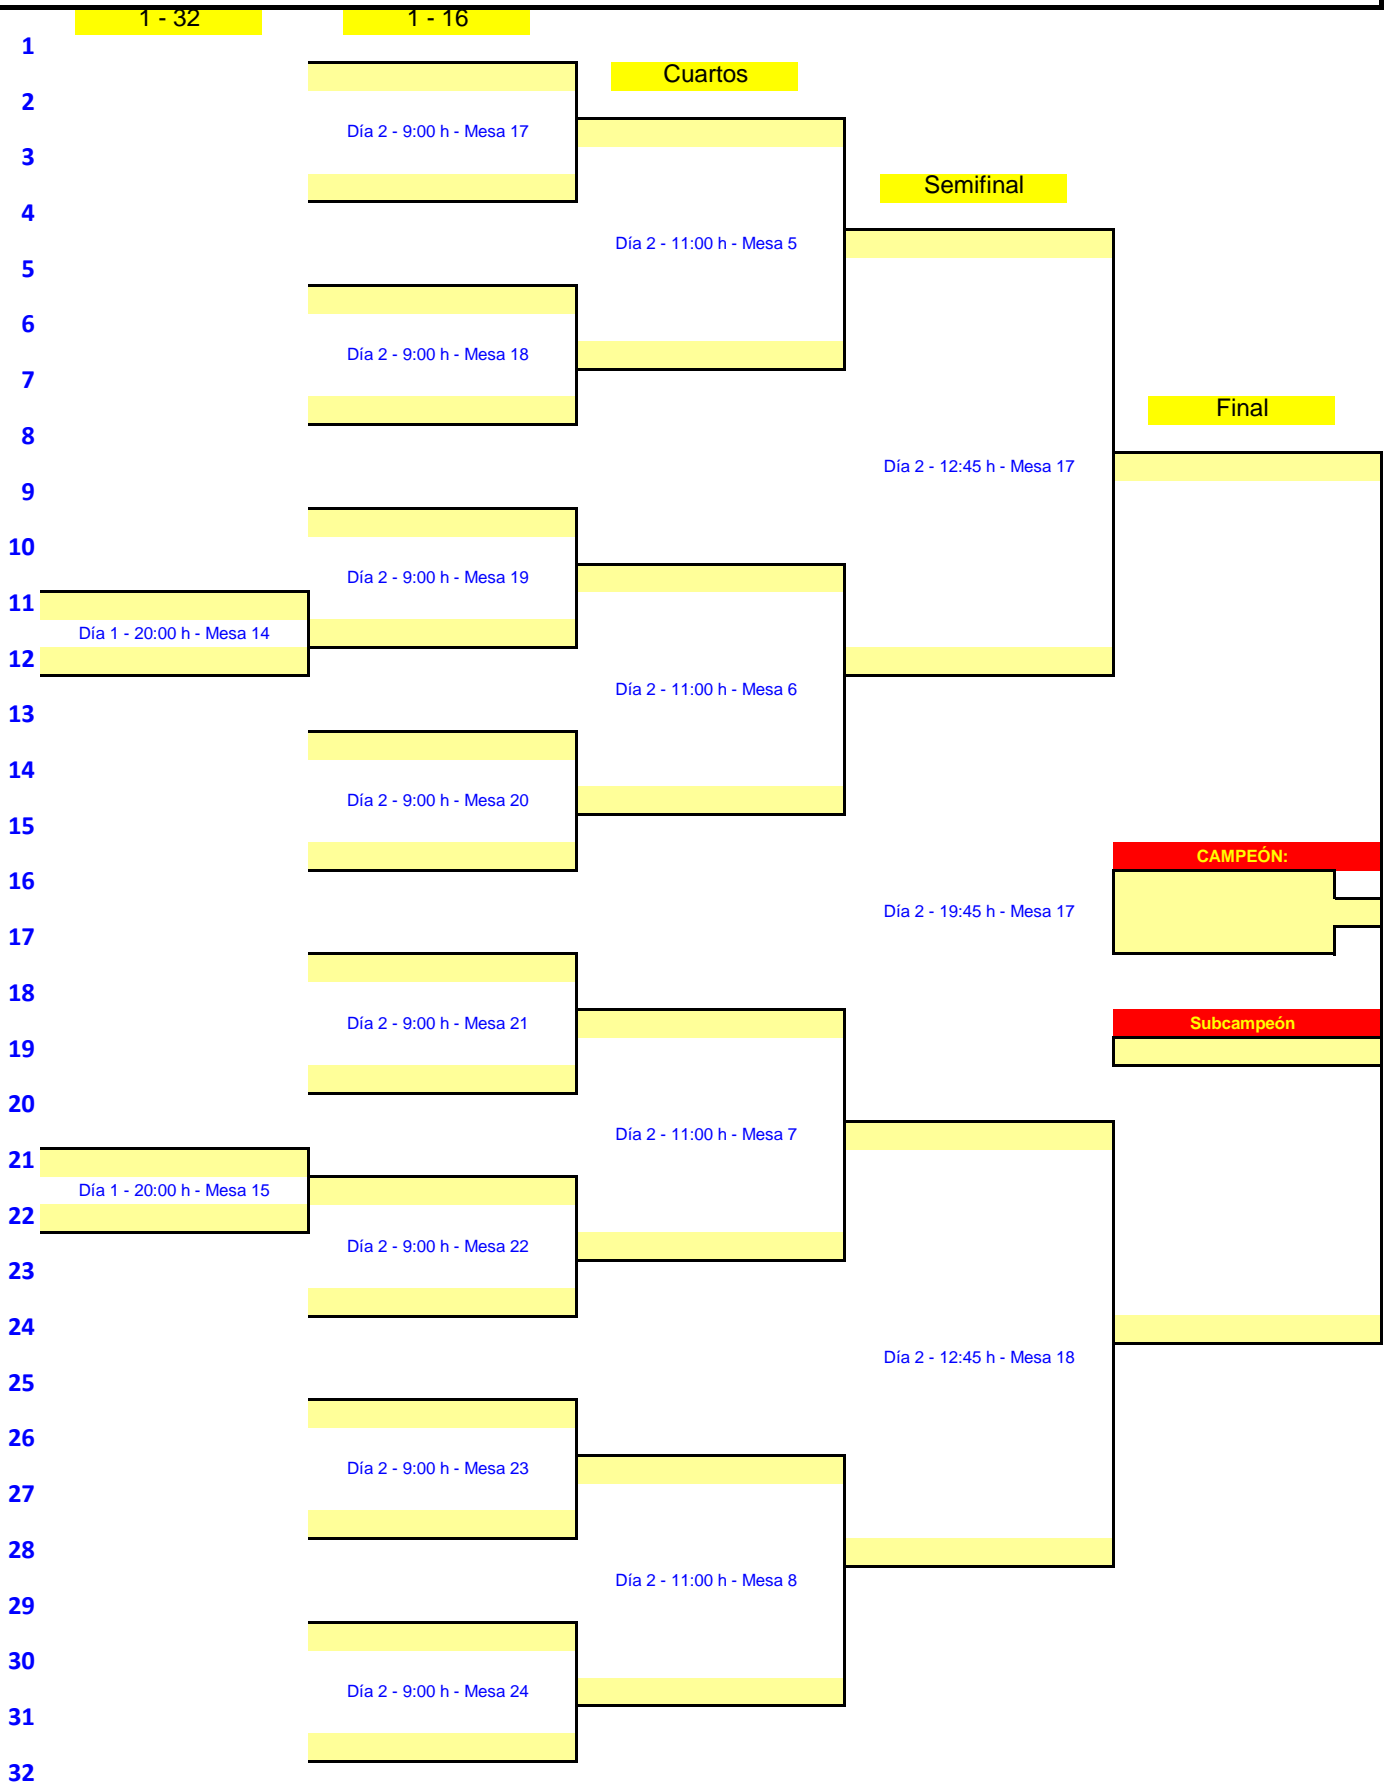 1 - 32
1 - 16
1
Cuartos
2
Día 2 - 9:00 h - Mesa 17
3
Semifinal
4
Día 2 - 11:00 h - Mesa 5
5
6
Día 2 - 9:00 h - Mesa 18
7
Final
8
Día 2 - 12:45 h - Mesa 17
9
10
Día 2 - 9:00 h - Mesa 19
11
Día 1 - 20:00 h - Mesa 14
12
Día 2 - 11:00 h - Mesa 6
13
14
Día 2 - 9:00 h - Mesa 20
15
CAMPEÓN:
16
Día 2 - 19:45 h - Mesa 17
17
18
Día 2 - 9:00 h - Mesa 21
Subcampeón
19
20
Día 2 - 11:00 h - Mesa 7
21
Día 1 - 20:00 h - Mesa 15
22
Día 2 - 9:00 h - Mesa 22
23
24
Día 2 - 12:45 h - Mesa 18
25
26
Día 2 - 9:00 h - Mesa 23
27
28
Día 2 - 11:00 h - Mesa 8
29
30
Día 2 - 9:00 h - Mesa 24
31
32